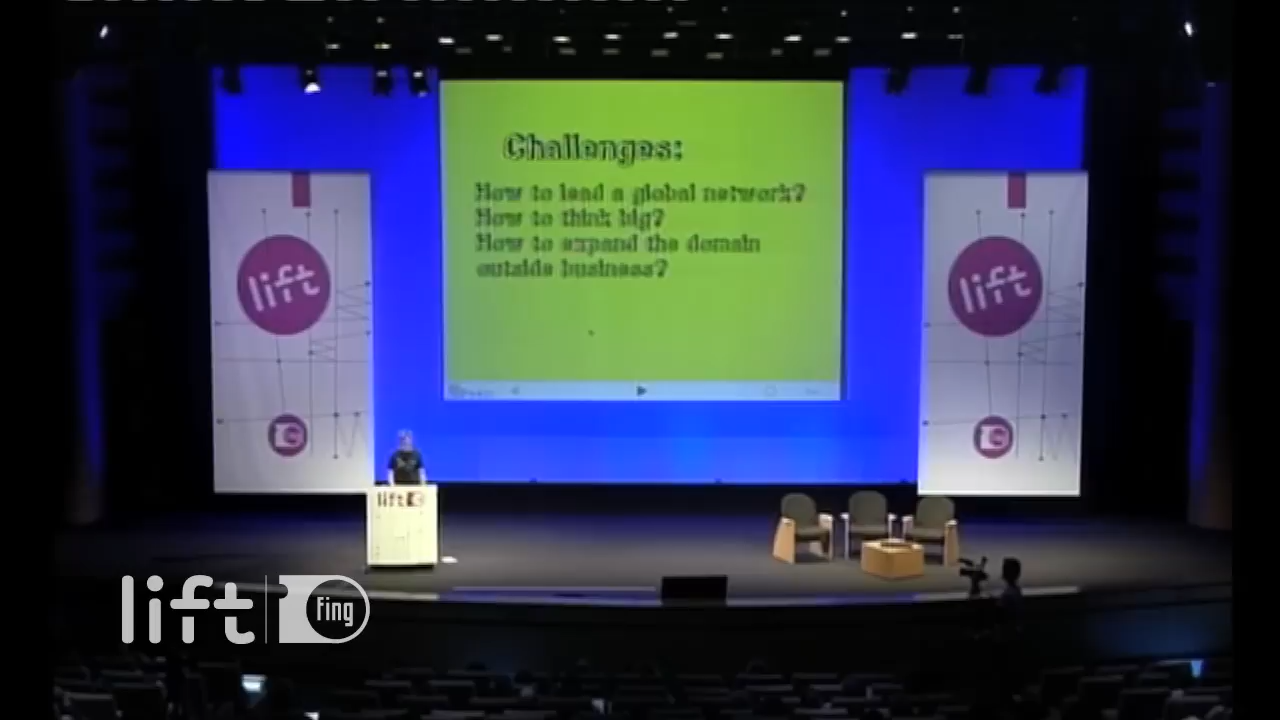 Challenges:
How to lead a global network?
How to think big?
How to expand the domain
outside business?
lift
lift
lift
lift
Fing